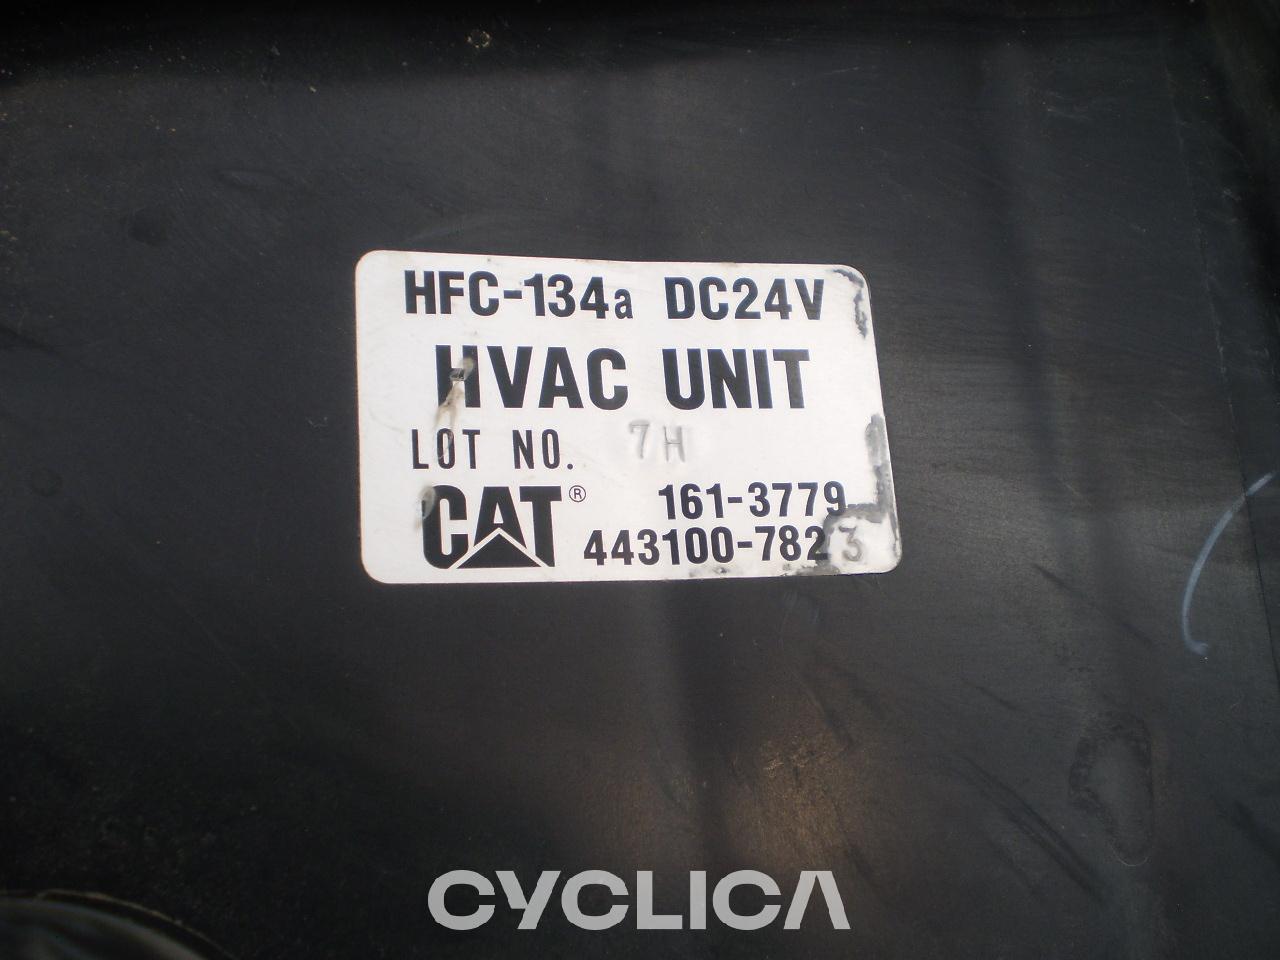 HFC-134a DC24V
HVAC UNIT
LOT NO. 7H
CAT® 161-3779
443100-7823
CYCLICA